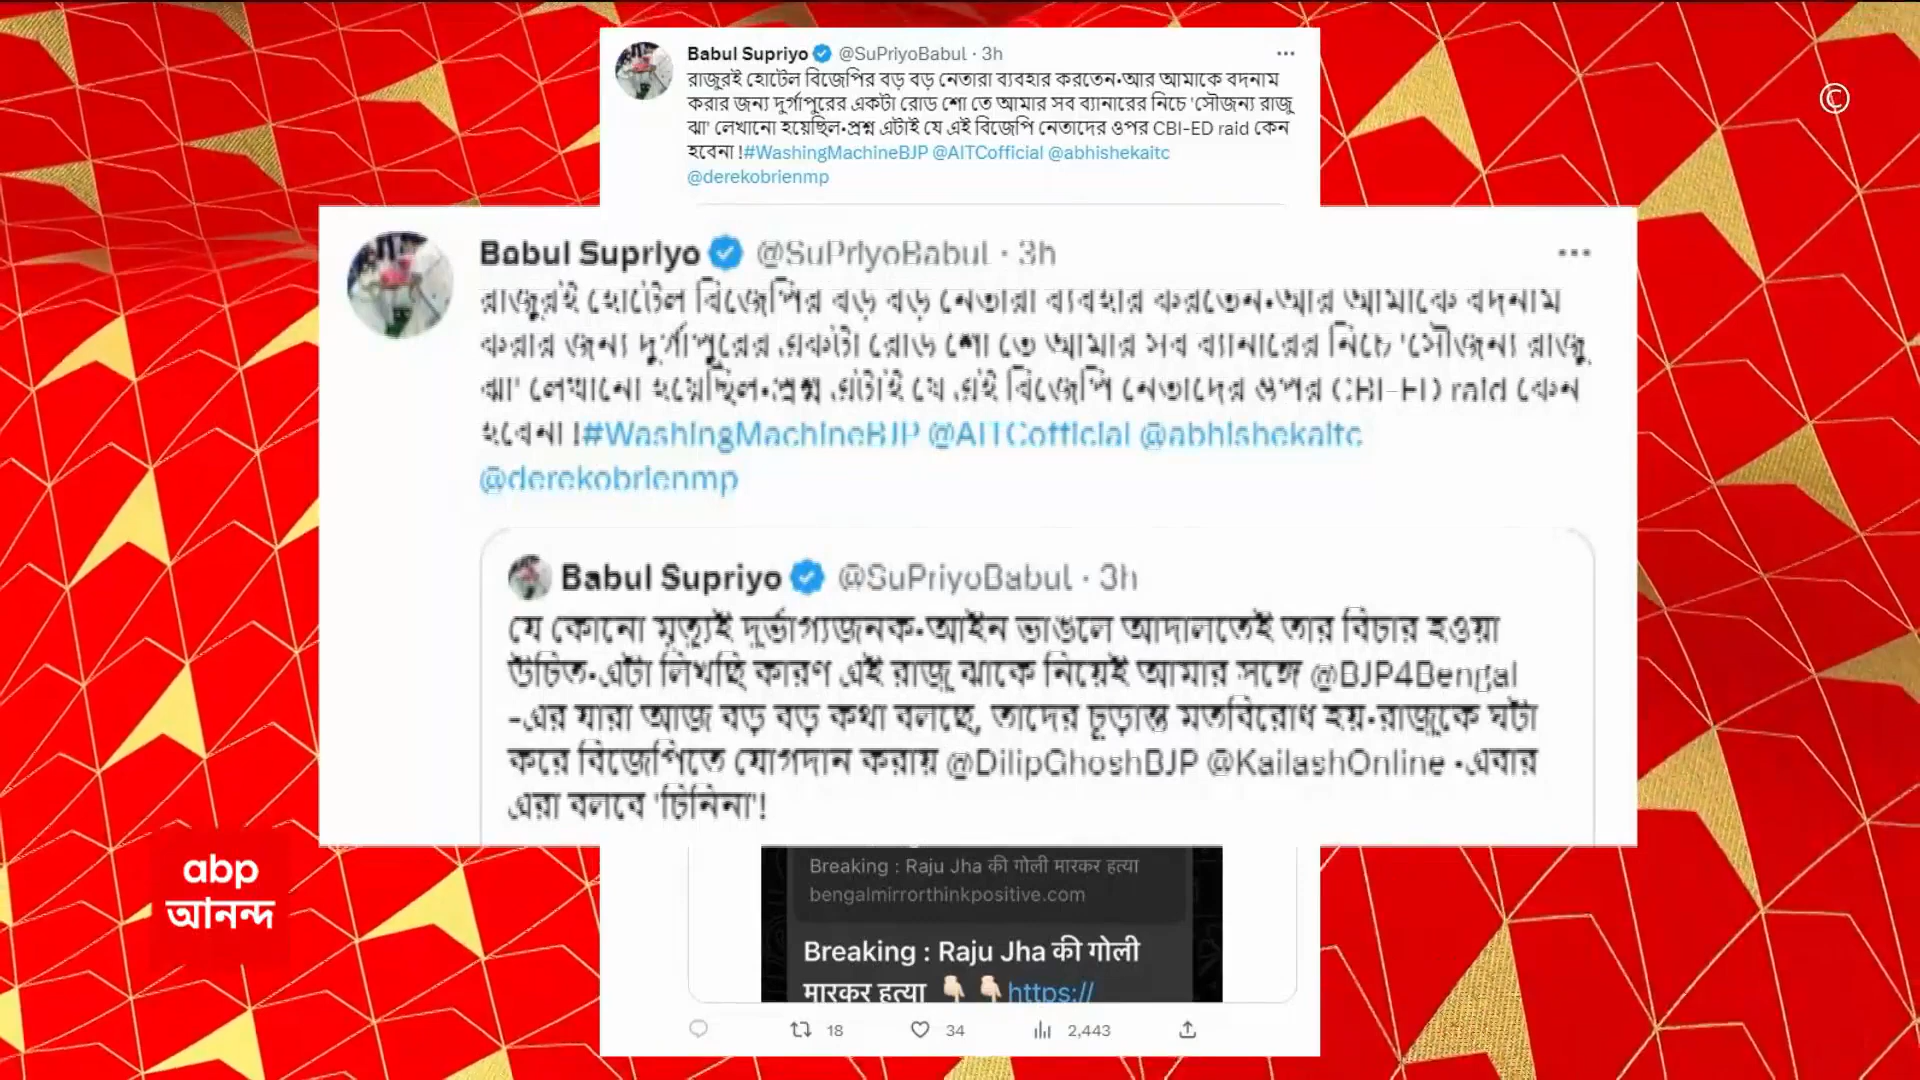 Babul Supriyo @SuPriyoBabul · 3h
রাজুরই হোটেল বিজেপির বড় বড় নেতারা ব্যবহার করতেন•আর আমাকে বদনাম
করার জন্য দুর্গাপুরের একটা রোড শো তে আমার সব ব্যানারের নিচে 'সৌজন্য রাজু
ঝা' লেখানো হয়েছিল•প্রশ্ন এটাই যে এই বিজেপি নেতাদের ওপর CBI-ED raid কেন
হবেনা !#WashingMachineBJP @AITCofficial @abhishekaitc
@derekobrienmp
©
Babul Supriyo @SuPriyoBabul · 3h
রাজুরই হোটেল বিজেপির বড় বড় নেতারা ব্যবহার করতেন•আর আমাকে বদনাম
করার জন্য দুর্গাপুরের একটা রোড শো তে আমার সব ব্যানারের নিচে 'সৌজন্য রাজু
ঝা' লেখানো হয়েছিল•প্রশ্ন এটাই যে এই বিজেপি নেতাদের ওপর CBI-ED raid কেন
হবেনা !#WashingMachineBJP @AITCofficial @abhishekaitc
@derekobrienmp
Babul Supriyo @SuPriyoBabul · 3h
যে কোনো মৃত্যুই দুর্ভাগ্যজনক•আইন ভাঙলে আদালতেই তার বিচার হওয়া
উচিত•এটা লিখছি কারণ এই রাজু ঝাকে নিয়েই আমার সঙ্গে @BJP4Bengal
-এর যারা আজ বড় বড় কথা বলছে, তাদের চূড়ান্ত মতবিরোধ হয়•রাজুকে ঘটা
করে বিজেপিতে যোগদান করায় @DilipGhoshBJP @KailashOnline •এবার
এরা বলবে 'চিনিনা'!
Breaking : Raju Jha की गोली मारकर हत्या
bengalmirrorthinkpositive.com
Breaking : Raju Jha की गोली
मारकर हत्या 👇🏻👇🏻https://
18 34 2,443
abp
আনন্দ